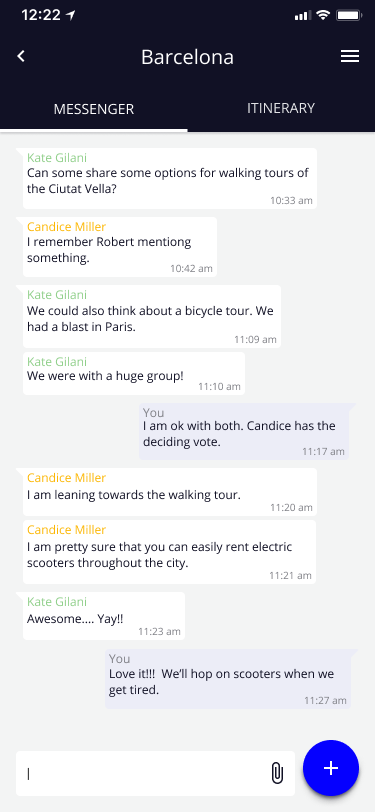 12:22
Barcelona
MESSENGER
ITINERARY
Kate Gilani
Can some share some options for walking tours of
the Ciutat Vella?
10:33 am
Candice Miller
I remember Robert mentiong
something.
10:42 am
Kate Gilani
We could also think about a bicycle tour. We
had a blast in Paris.
11:09 am
Kate Gilani
We were with a huge group!
11:10 am
You
I am ok with both. Candice has the
deciding vote.
11:17 am
Candice Miller
I am leaning towards the walking tour.
11:20 am
Candice Miller
I am pretty sure that you can easily rent electric
scooters throughout the city.
11:21 am
Kate Gilani
Awesome.... Yay!!
11:23 am
You
Love it!!!  We’ll hop on scooters when we
get tired.
11:27 am